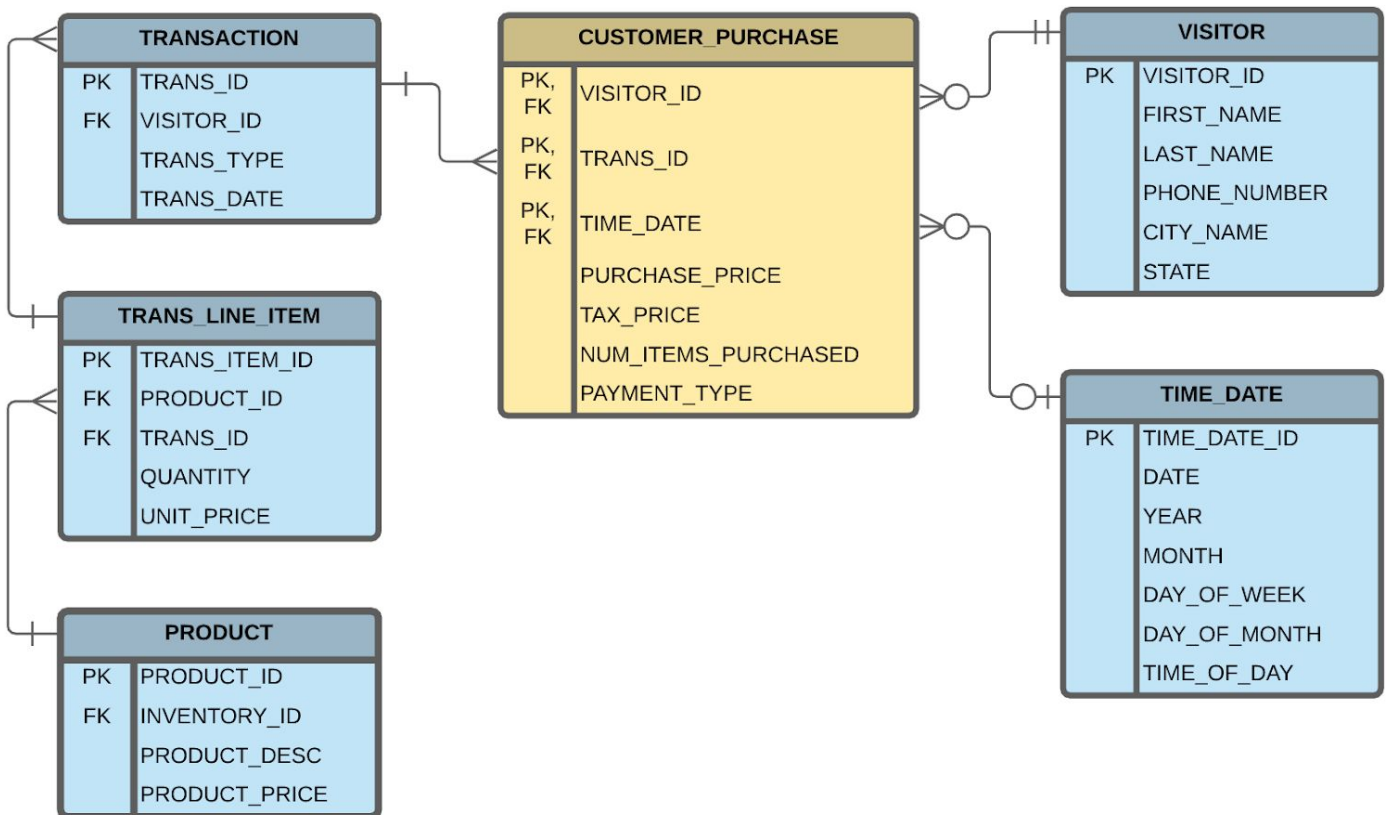 TRANSACTION
PK TRANS_ID
FK VISITOR_ID
TRANS_TYPE
TRANS_DATE
TRANS_LINE_ITEM
PK TRANS_ITEM_ID
FK PRODUCT_ID
FK TRANS_ID
QUANTITY
UNIT_PRICE
PRODUCT
PK PRODUCT_ID
FK INVENTORY_ID
PRODUCT_DESC
PRODUCT_PRICE
CUSTOMER_PURCHASE
PK,
FK VISITOR_ID
PK,
FK TRANS_ID
PK,
FK TIME_DATE
PURCHASE_PRICE
TAX_PRICE
NUM_ITEMS_PURCHASED
PAYMENT_TYPE
VISITOR
PK VISITOR_ID
FIRST_NAME
LAST_NAME
PHONE_NUMBER
CITY_NAME
STATE
TIME_DATE
PK TIME_DATE_ID
DATE
YEAR
MONTH
DAY_OF_WEEK
DAY_OF_MONTH
TIME_OF_DAY